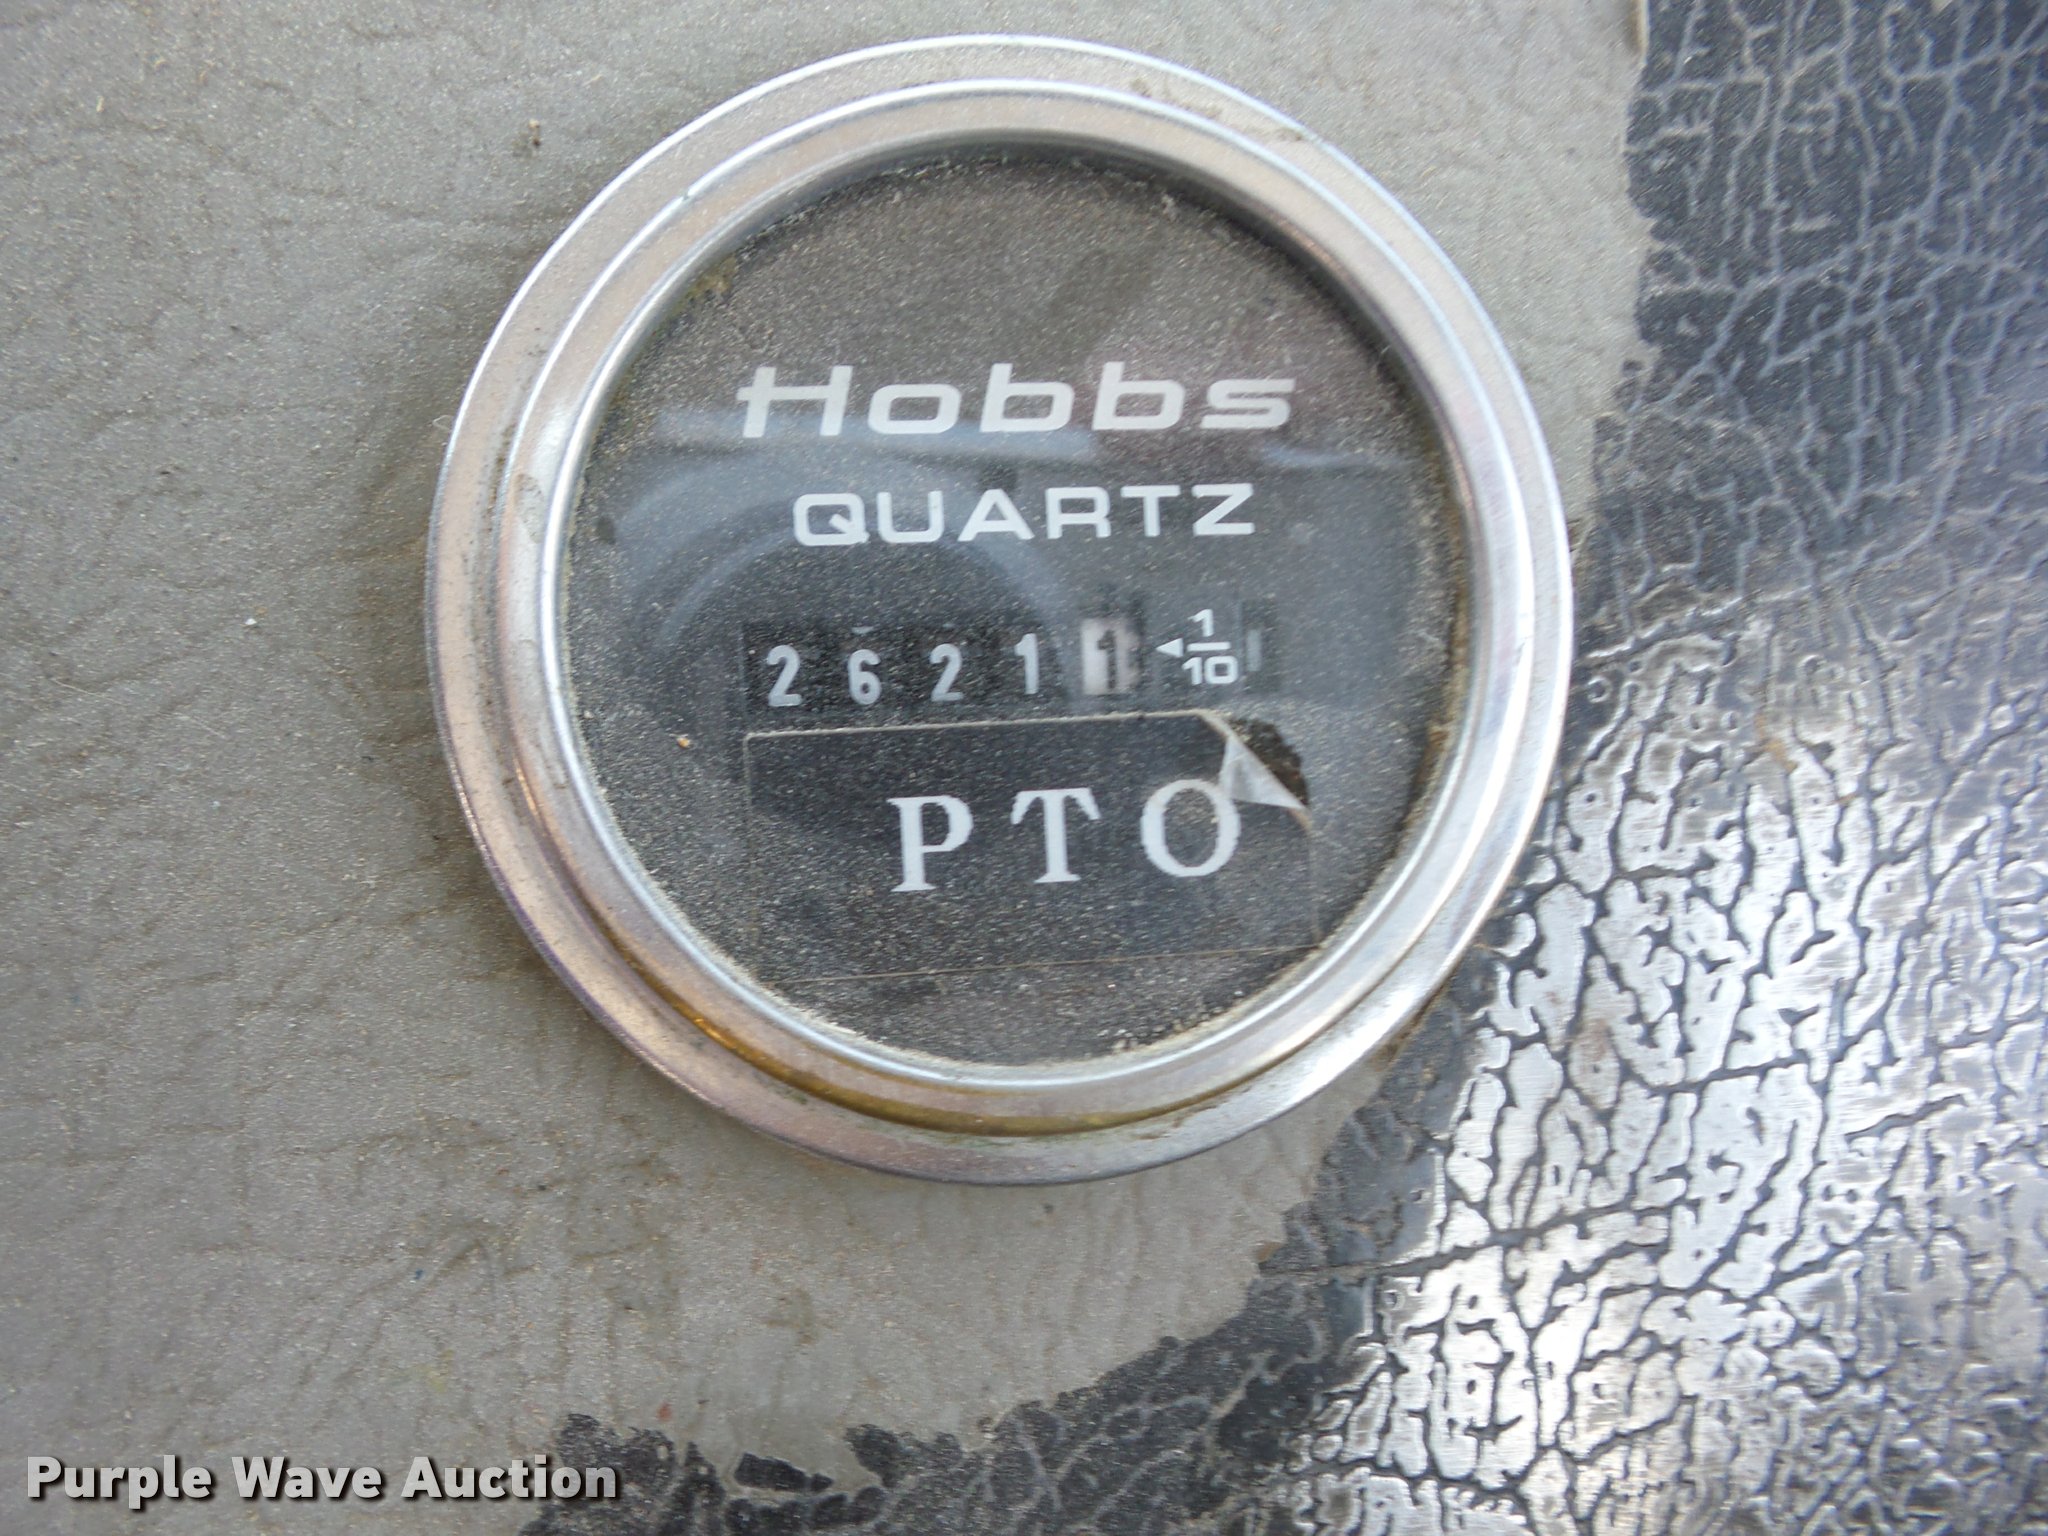 Hobbs
QUARTZ
2 6 2 1 1 ◄ 1/10
PTO
Purple Wave Auction